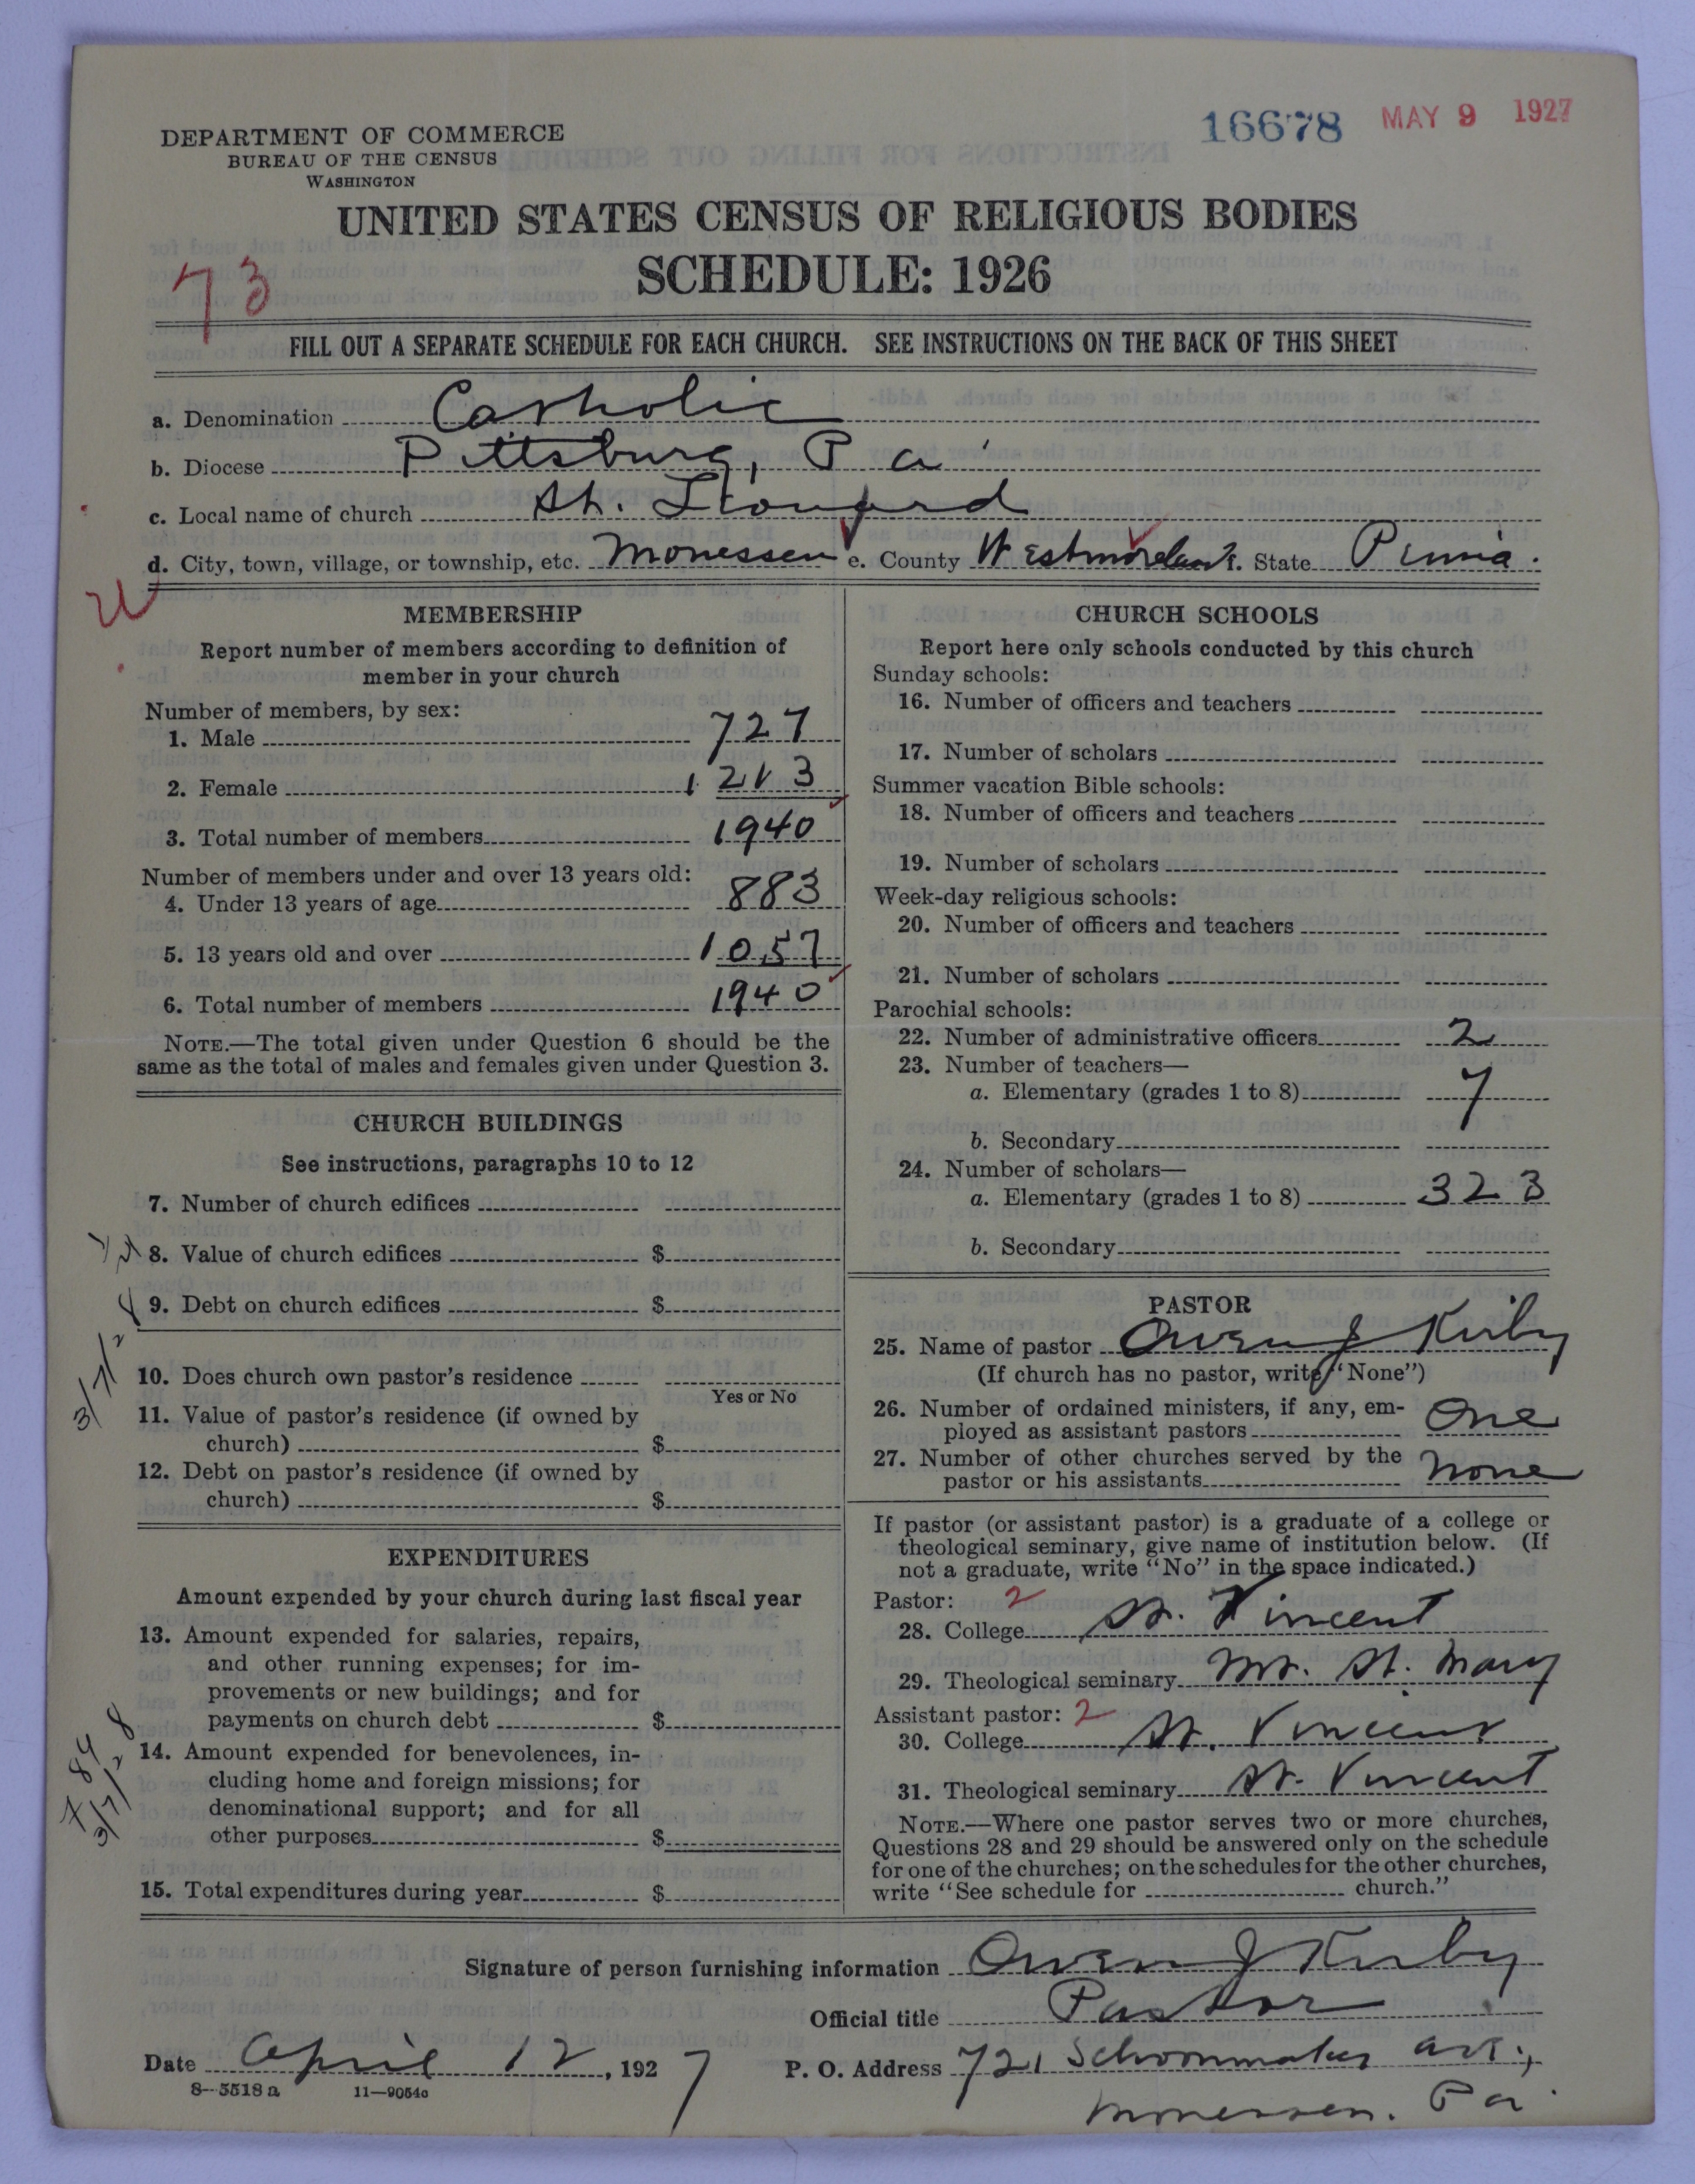 16678 MAY 9 1927
DEPARTMENT OF COMMERCE
BUREAU OF THE CENSUS
WASHINGTON
UNITED STATES CENSUS OF RELIGIOUS BODIES
SCHEDULE: 1926
73
FILL OUT A SEPARATE SCHEDULE FOR EACH CHURCH. SEE INSTRUCTIONS ON THE BACK OF THIS SHEET
a. Denomination Catholic
b. Diocese Pittsburg, Pa
c. Local name of church St. Leonard
d. City, town, village, or township, etc. Monessen e. County Westmoreland. State Penna.
MEMBERSHIP
Report number of members according to definition of
member in your church
Number of members, by sex:
1. Male 727
2. Female 1213
3. Total number of members 1940
Number of members under and over 13 years old:
4. Under 13 years of age 883
5. 13 years old and over 1057
6. Total number of members 1940
NOTE.—The total given under Question 6 should be the
same as the total of males and females given under Question 3.
CHURCH BUILDINGS
See instructions, paragraphs 10 to 12
7. Number of church edifices
8. Value of church edifices $
9. Debt on church edifices $
3/7/28
10. Does church own pastor's residence
Yes or No
11. Value of pastor's residence (if owned by
church) $
12. Debt on pastor's residence (if owned by
church) $
EXPENDITURES
Amount expended by your church during last fiscal year
13. Amount expended for salaries, repairs,
and other running expenses; for im-
provements or new buildings; and for
payments on church debt $
14. Amount expended for benevolences, in-
cluding home and foreign missions; for
denominational support; and for all
other purposes $
15. Total expenditures during year $
784
3/7/28
CHURCH SCHOOLS
Report here only schools conducted by this church
Sunday schools:
16. Number of officers and teachers
17. Number of scholars
Summer vacation Bible schools:
18. Number of officers and teachers
19. Number of scholars
Week-day religious schools:
20. Number of officers and teachers
21. Number of scholars
Parochial schools:
22. Number of administrative officers 2
23. Number of teachers—
a. Elementary (grades 1 to 8) 7
b. Secondary
24. Number of scholars—
a. Elementary (grades 1 to 8) 323
b. Secondary
PASTOR
25. Name of pastor Owen J Kirby
(If church has no pastor, write "None")
26. Number of ordained ministers, if any, em-
ployed as assistant pastors One
27. Number of other churches served by the
pastor or his assistants None
If pastor (or assistant pastor) is a graduate of a college or
theological seminary, give name of institution below. (If
not a graduate, write "No" in the space indicated.)
Pastor: 2
28. College St. Vincent
29. Theological seminary Mt. St. Mary
Assistant pastor: 2
30. College St. Vincent
31. Theological seminary St. Vincent
NOTE.—Where one pastor serves two or more churches,
Questions 28 and 29 should be answered only on the schedule
for one of the churches; on the schedules for the other churches,
write "See schedule for church."
Signature of person furnishing information Owen J Kirby
Official title Pastor
Date April 12, 1927 P. O. Address 721 Schoonmaker ave.,
Monessen. Pa
8-5518 a 11-9054a